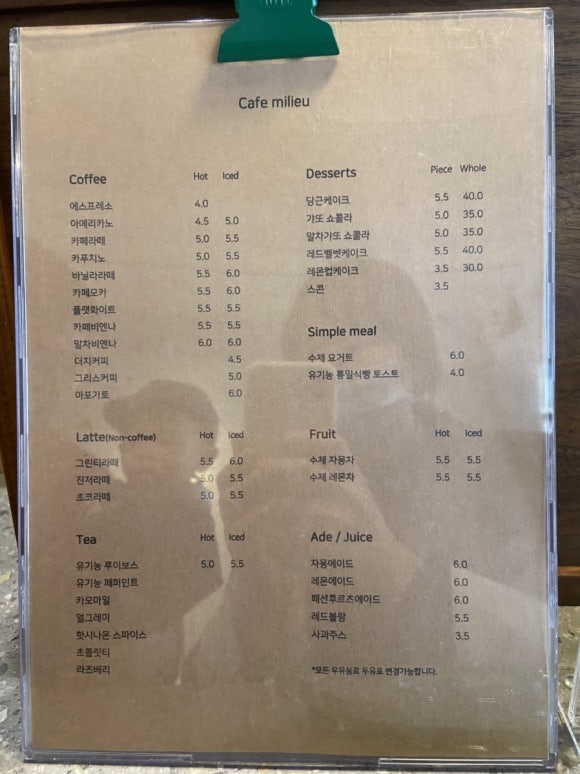 Cafe milieu
Coffee Hot Iced
에스프레소 4.0
아메리카노 4.5 5.0
카페라떼 5.0 5.5
카푸치노 5.0 5.5
바닐라라떼 5.5 6.0
카페모카 5.5 6.0
플랫화이트 5.5 5.5
카페비엔나 5.5 5.5
말차비엔나 6.0 6.0
더치커피 4.5
그리스커피 5.0
아포가토 6.0
Latte(Non-coffee) Hot Iced
그린티라떼 5.5 6.0
진저라떼 5.0 5.5
초코라떼 5.0 5.5
Tea Hot Iced
유기농 루이보스 5.0 5.5
유기농 페퍼민트
카모마일
얼그레이
핫시나몬 스파이스
초콜릿티
라즈베리
Desserts Piece Whole
당근케이크 5.5 40.0
갸또 쇼콜라 5.0 35.0
말차갸또 쇼콜라 5.0 35.0
레드벨벳케이크 5.5 40.0
레몬컵케이크 3.5 30.0
스콘 3.5
Simple meal
수제 요거트 6.0
유기농 통밀식빵 토스트 4.0
Fruit Hot Iced
수제 자몽차 5.5 5.5
수제 레몬차 5.5 5.5
Ade / Juice
자몽에이드 6.0
레몬에이드 6.0
패션후르츠에이드 6.0
레드불랑 5.5
사과주스 3.5
*모든 우유음료 두유로 변경가능합니다.